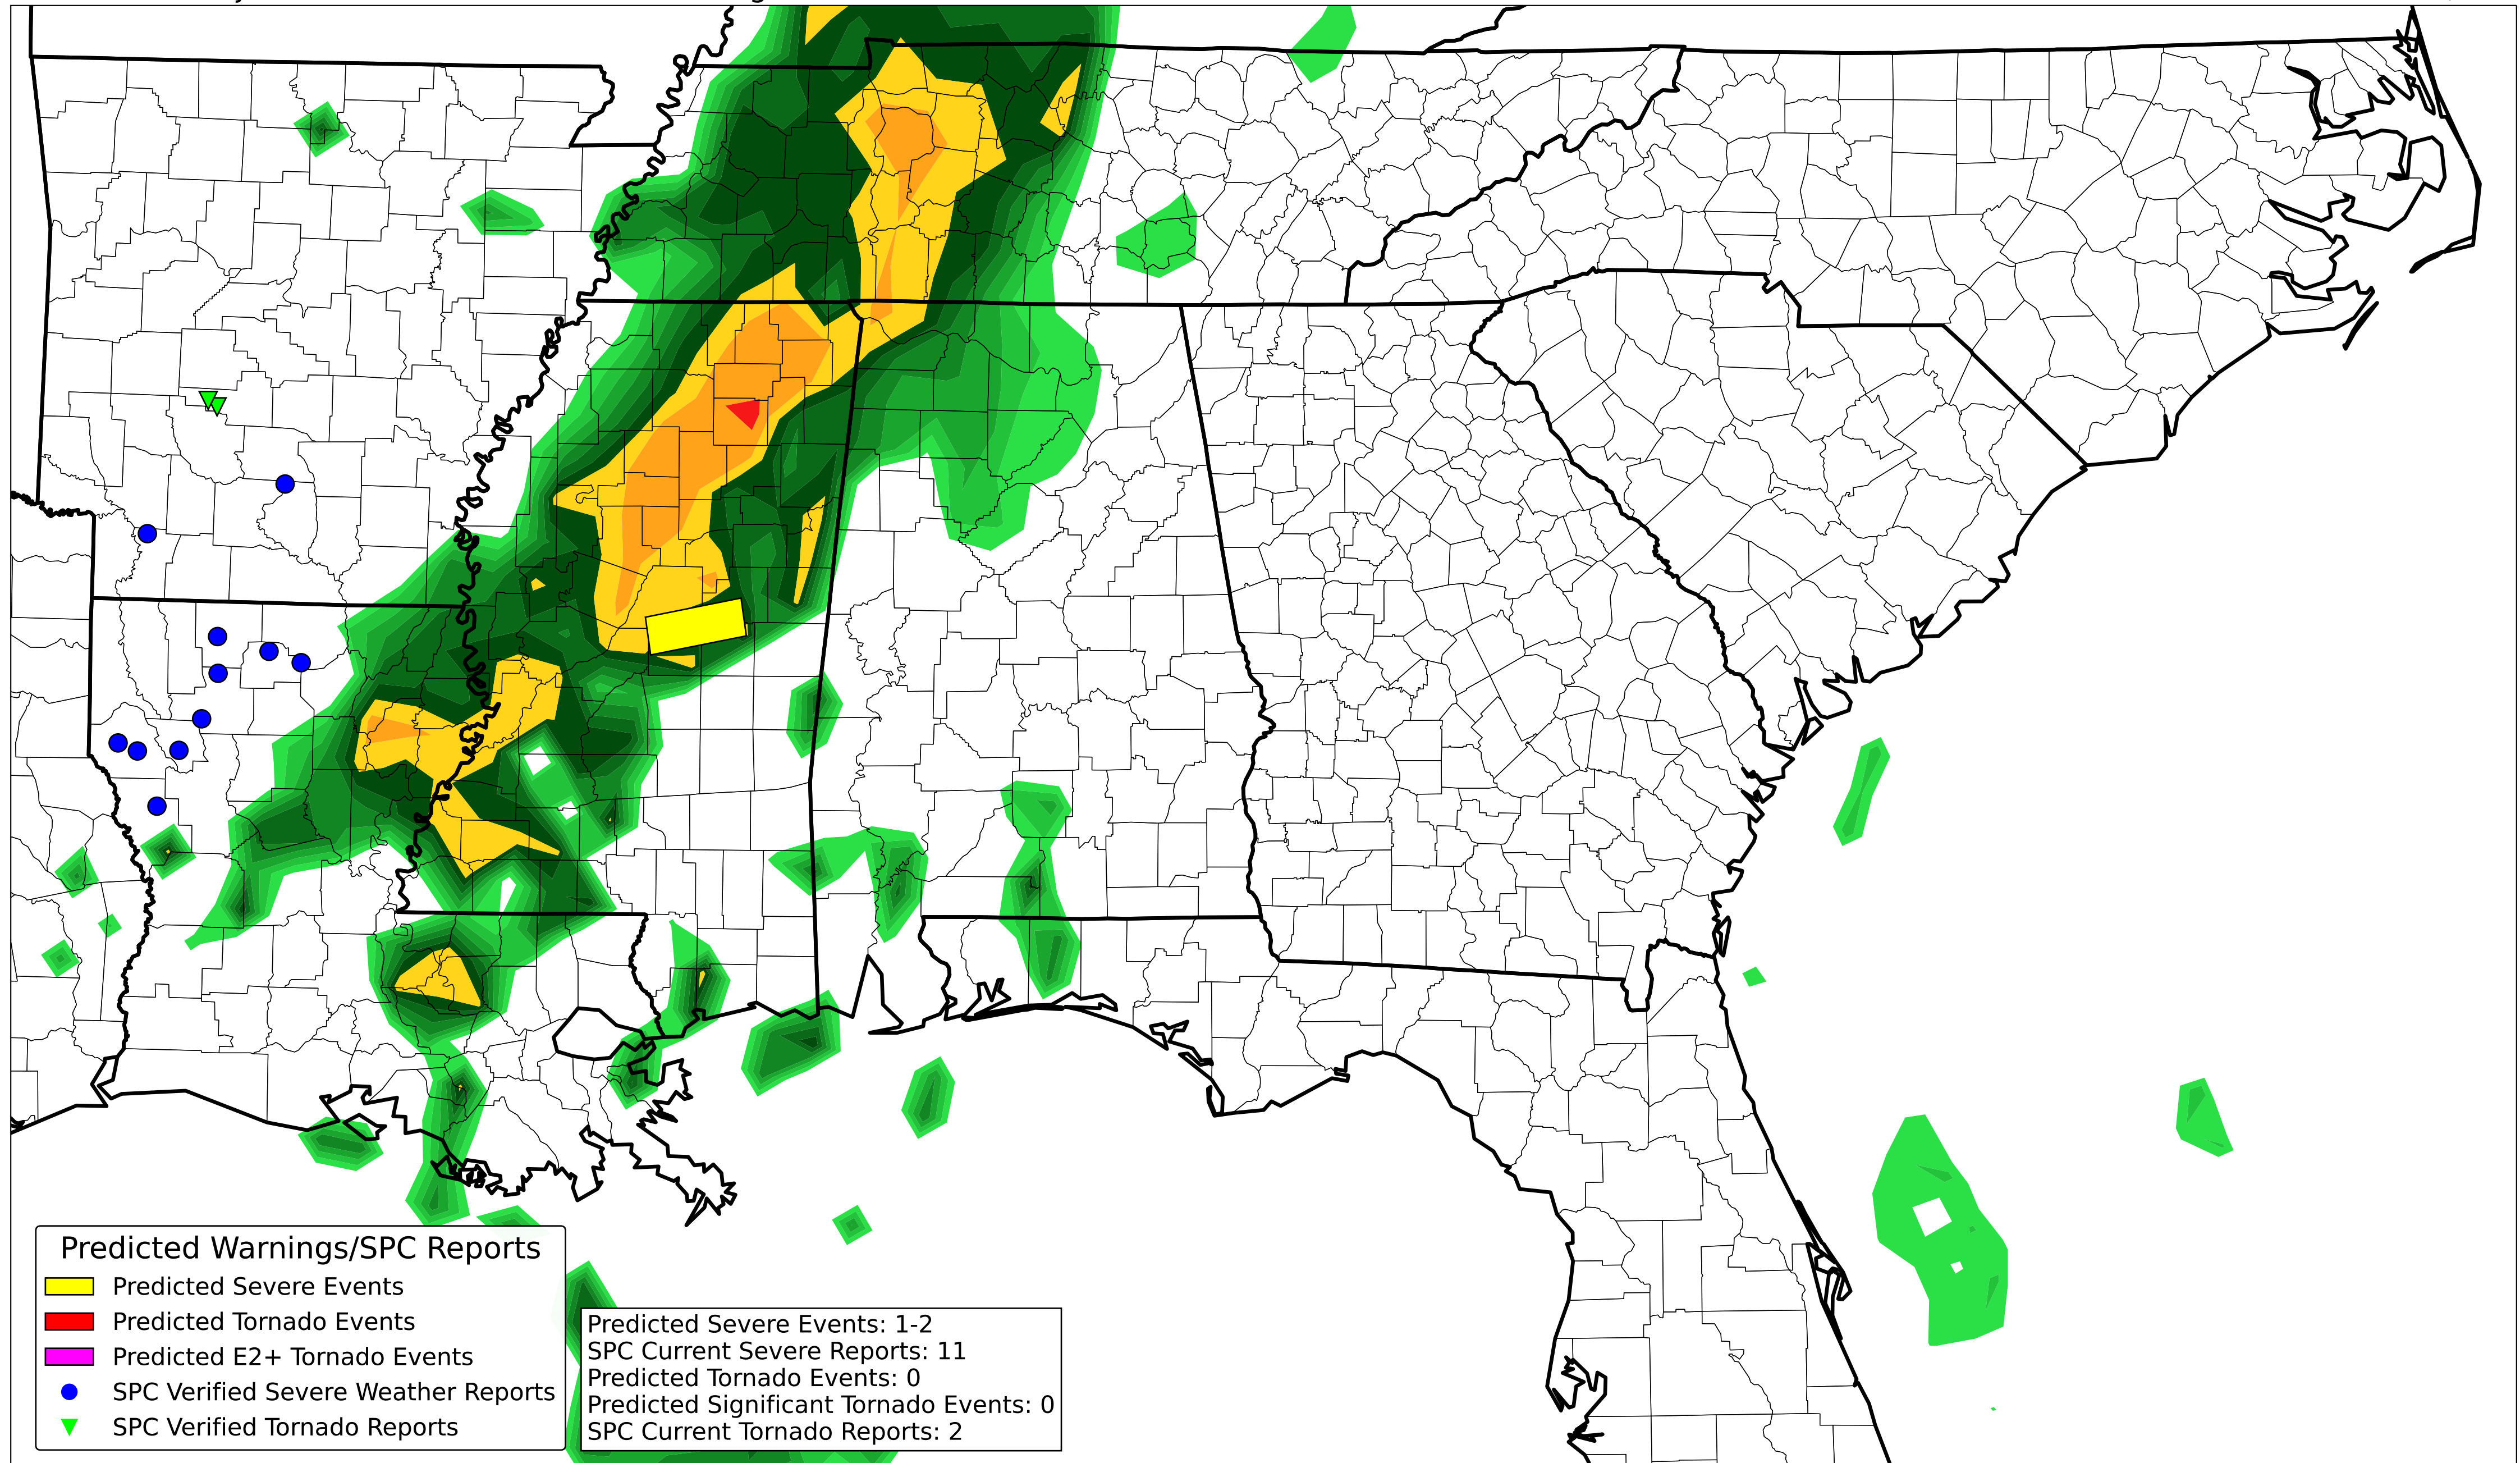 Predicted Warnings/SPC Reports
Predicted Severe Events
Predicted Tornado Events
Predicted E2+ Tornado Events
SPC Verified Severe Weather Reports
SPC Verified Tornado Reports
Predicted Severe Events: 1-2
SPC Current Severe Reports: 11
Predicted Tornado Events: 0
Predicted Significant Tornado Events: 0
SPC Current Tornado Reports: 2